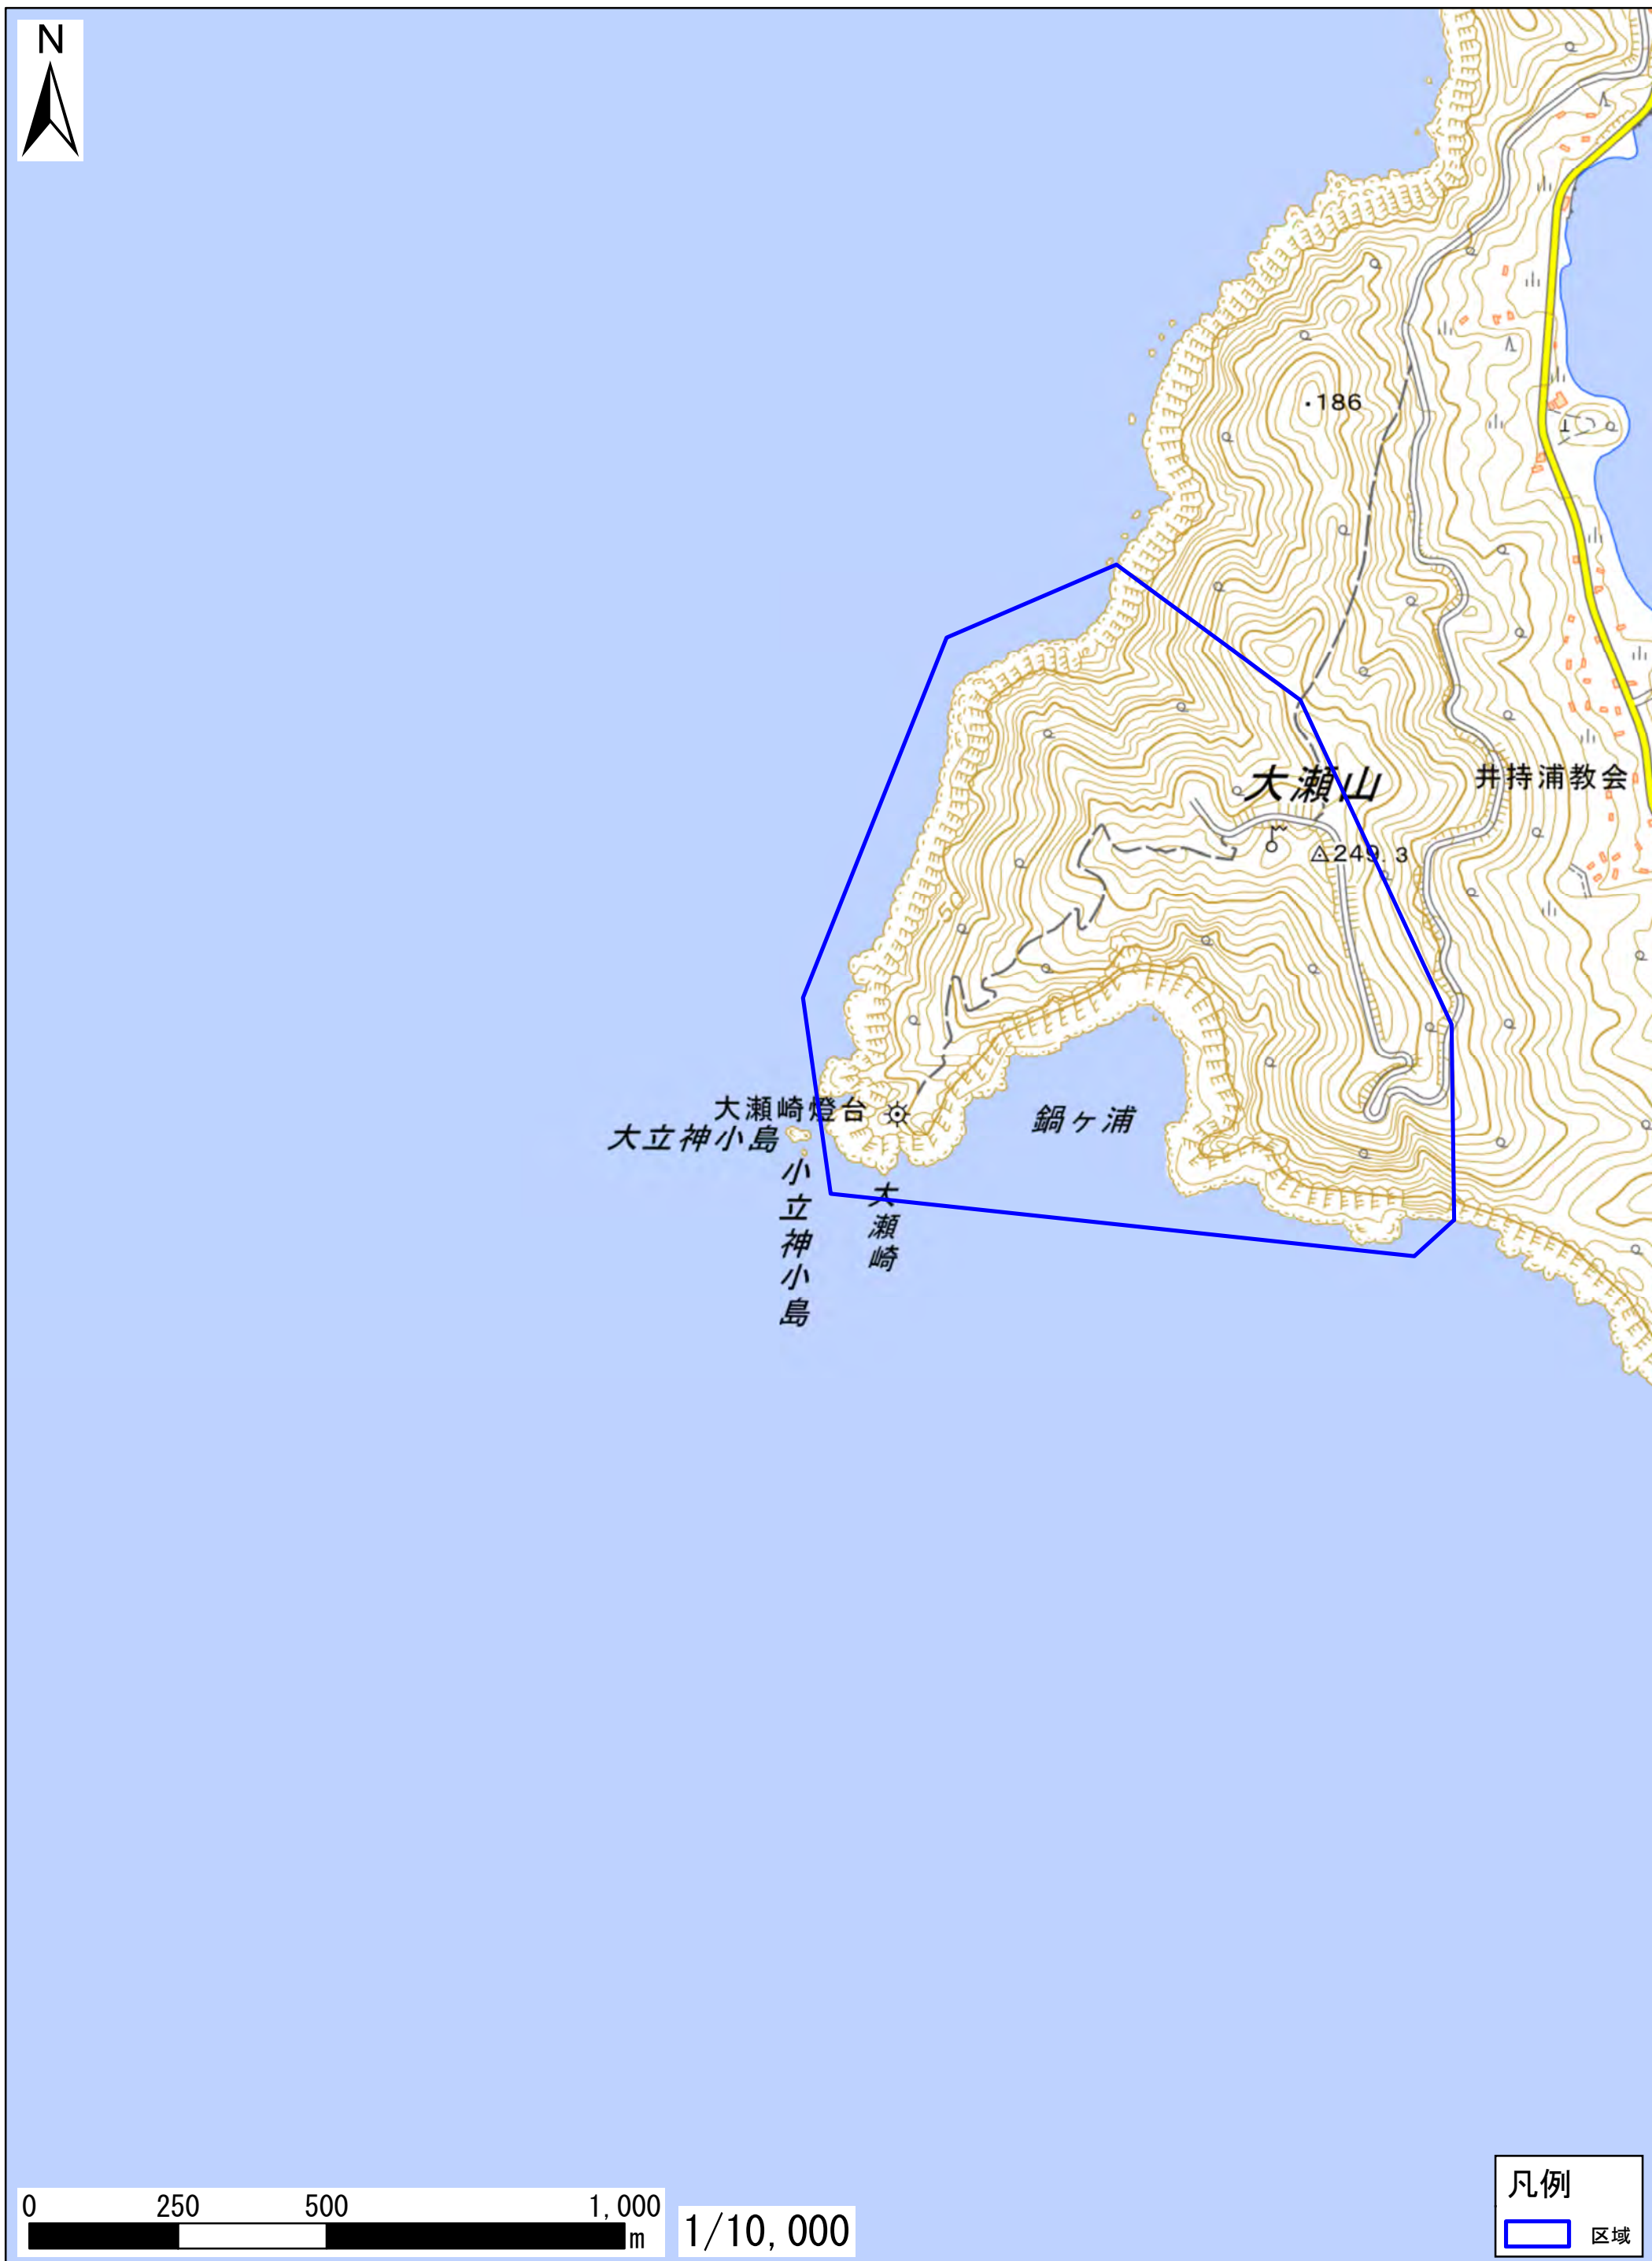 N
186
大瀬山
井持浦教会
249.3
50
大瀬崎燈台
大立神小島
鍋ヶ浦
小立神小島
大瀬崎
0 250 500 1,000
m
1/10,000
凡例
区域